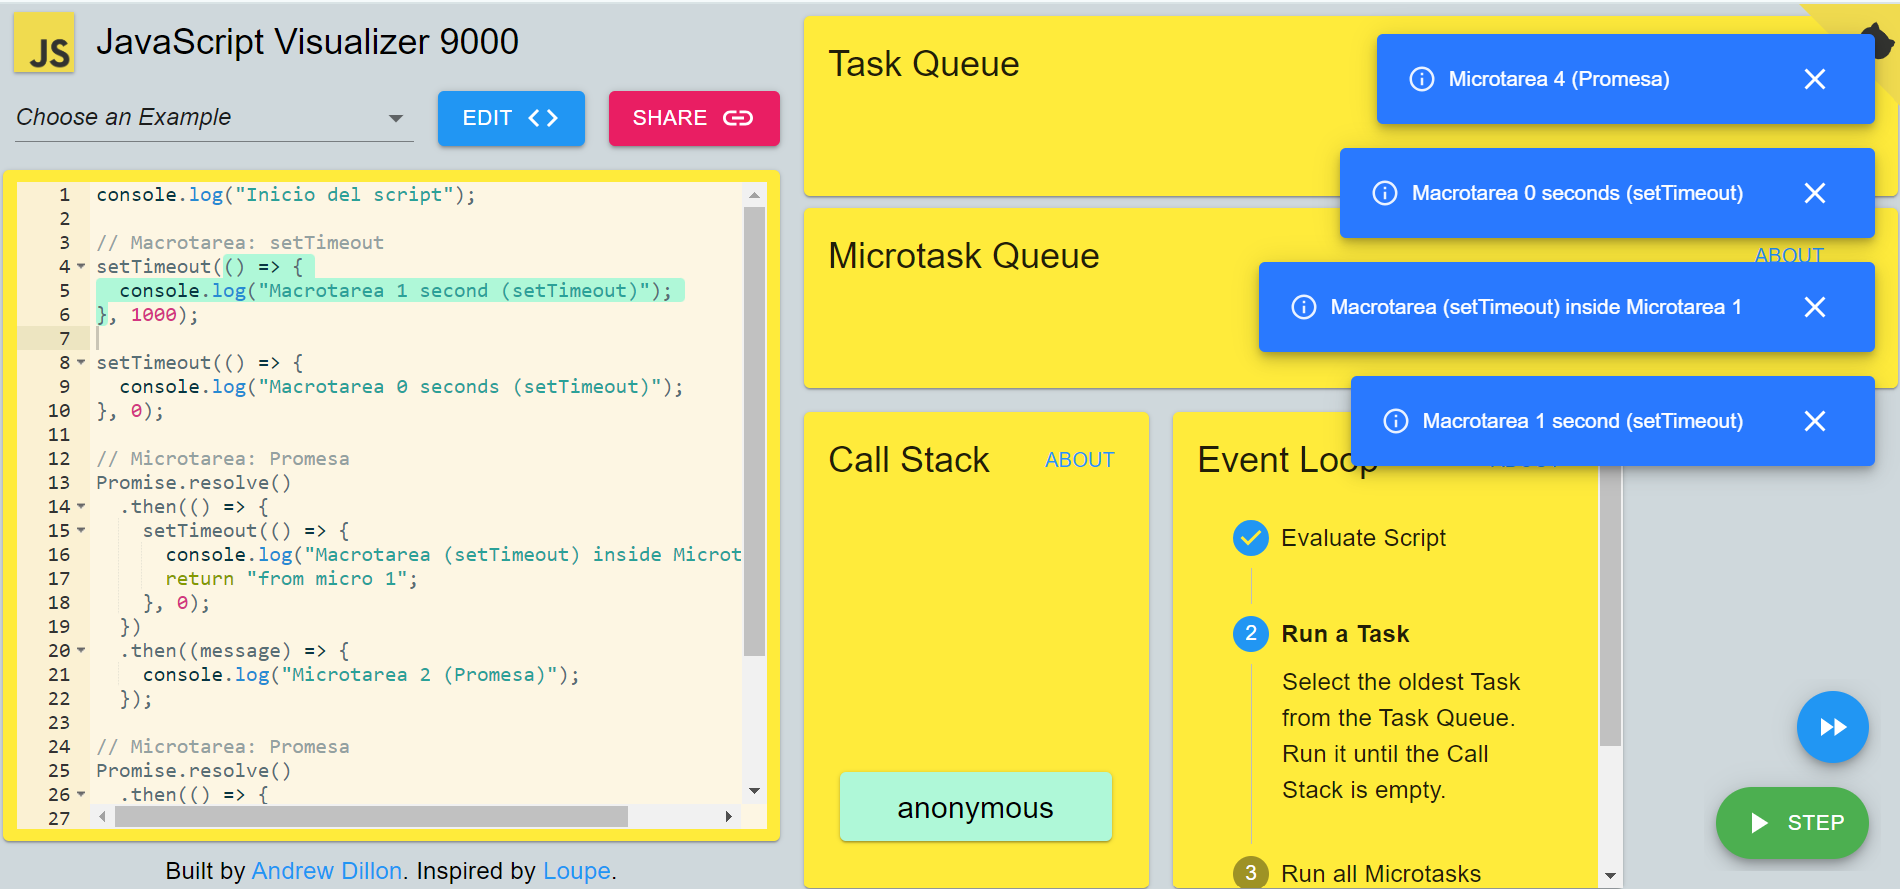 JS
JavaScript Visualizer 9000
Choose an Example
EDIT <>
SHARE
1 console.log("Inicio del script");
2
3 // Macrotarea: setTimeout
4 setTimeout(() => {
5 console.log("Macrotarea 1 second (setTimeout)");
6 }, 1000);
7
8 setTimeout(() => {
9 console.log("Macrotarea 0 seconds (setTimeout)");
10 }, 0);
11
12 // Microtarea: Promesa
13 Promise.resolve()
14 .then(() => {
15 setTimeout(() => {
16 console.log("Macrotarea (setTimeout) inside Microt
17 return "from micro 1";
18 }, 0);
19 })
20 .then((message) => {
21 console.log("Microtarea 2 (Promesa)");
22 });
23
24 // Microtarea: Promesa
25 Promise.resolve()
26 .then(() => {
27
Built by Andrew Dillon. Inspired by Loupe.
Task Queue
Microtarea 4 (Promesa)
Macrotarea 0 seconds (setTimeout)
Microtask Queue
ABOUT
Macrotarea (setTimeout) inside Microtarea 1
Macrotarea 1 second (setTimeout)
Call Stack
ABOUT
anonymous
Event Loop
Evaluate Script
2 Run a Task
Select the oldest Task
from the Task Queue.
Run it until the Call
Stack is empty.
3 Run all Microtasks
STEP